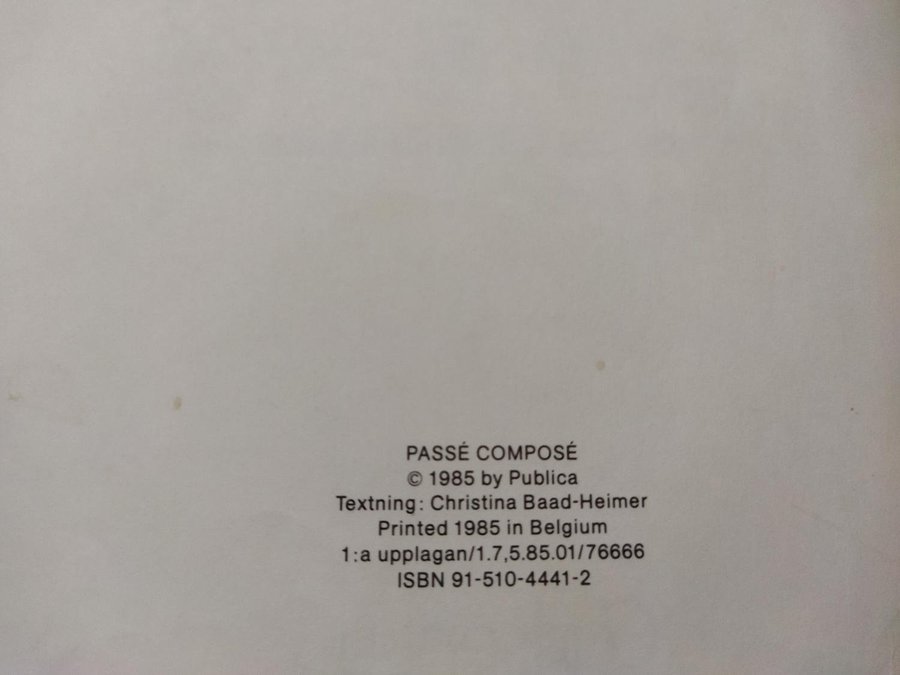 PASSÉ COMPOSÉ
© 1985 by Publica
Textning: Christina Baad-Heimer
Printed 1985 in Belgium
1:a upplagan/1.7,5.85.01/76666
ISBN 91-510-4441-2